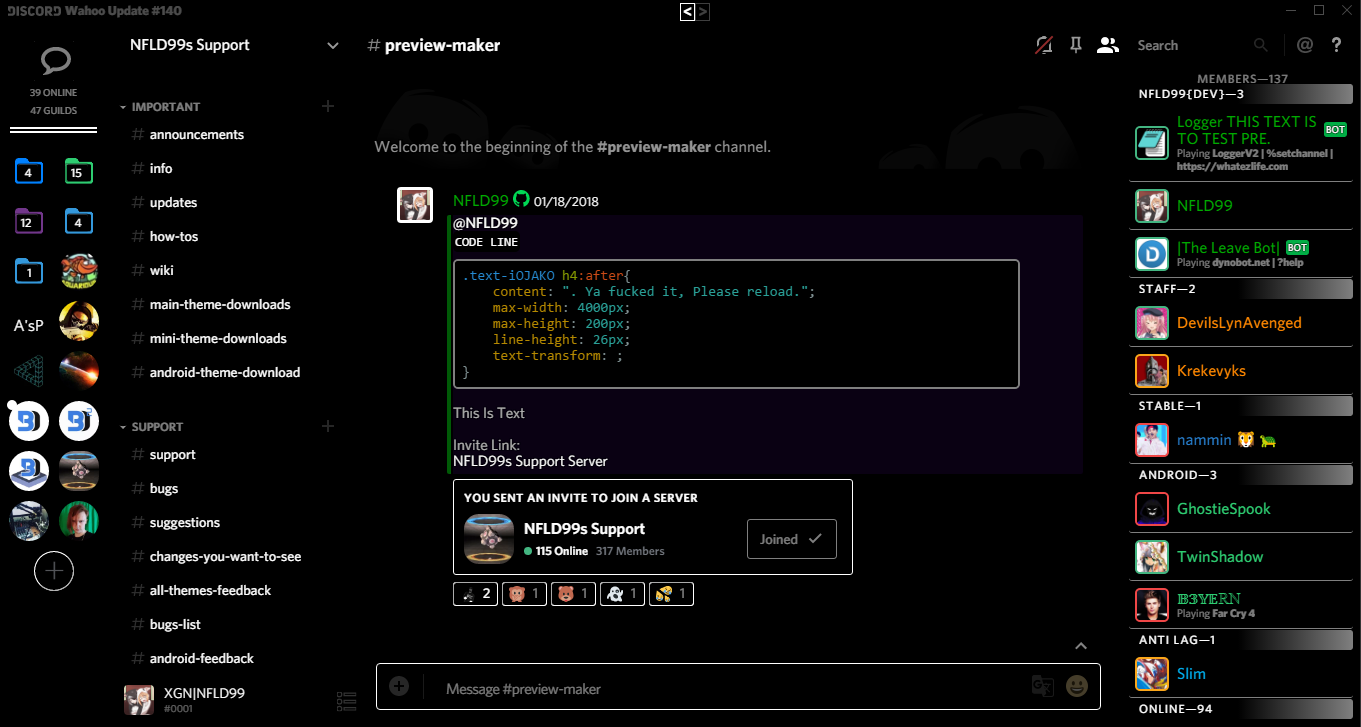 DISCORD Wahoo Update #140
< >
39 ONLINE
47 GUILDS
4
15
12
4
1
A'sP
NFLD99s Support
IMPORTANT
# announcements
# info
# updates
# how-tos
# wiki
# main-theme-downloads
# mini-theme-downloads
# android-theme-download
SUPPORT
# support
# bugs
# suggestions
# changes-you-want-to-see
# all-themes-feedback
# bugs-list
# android-feedback
XGN|NFLD99
#0001
# preview-maker
Search
@ ?
Welcome to the beginning of the #preview-maker channel.
NFLD99 01/18/2018
@NFLD99
CODE LINE
.text-iOJAKO h4:after{
content: ". Ya fucked it, Please reload.";
max-width: 4000px;
max-height: 200px;
line-height: 26px;
text-transform: ;
}
This Is Text
Invite Link:
NFLD99s Support Server
YOU SENT AN INVITE TO JOIN A SERVER
NFLD99s Support
115 Online 317 Members
Joined
2 1 1 1 1
Message #preview-maker
MEMBERS—137
NFLD99{DEV}—3
Logger THIS TEXT IS
TO TEST PRE. BOT
Playing LoggerV2 | %setchannel |
https://whatezlife.com
NFLD99
|The Leave Bot| BOT
Playing dynobot.net | ?help
STAFF—2
DevilsLynAvenged
Krekevyks
STABLE—1
nammin 🐯 🐛
ANDROID—3
GhostieSpook
TwinShadow
𝔹𝟛𝕐𝔼ℝℕ
Playing Far Cry 4
ANTI LAG—1
Slim
ONLINE—94